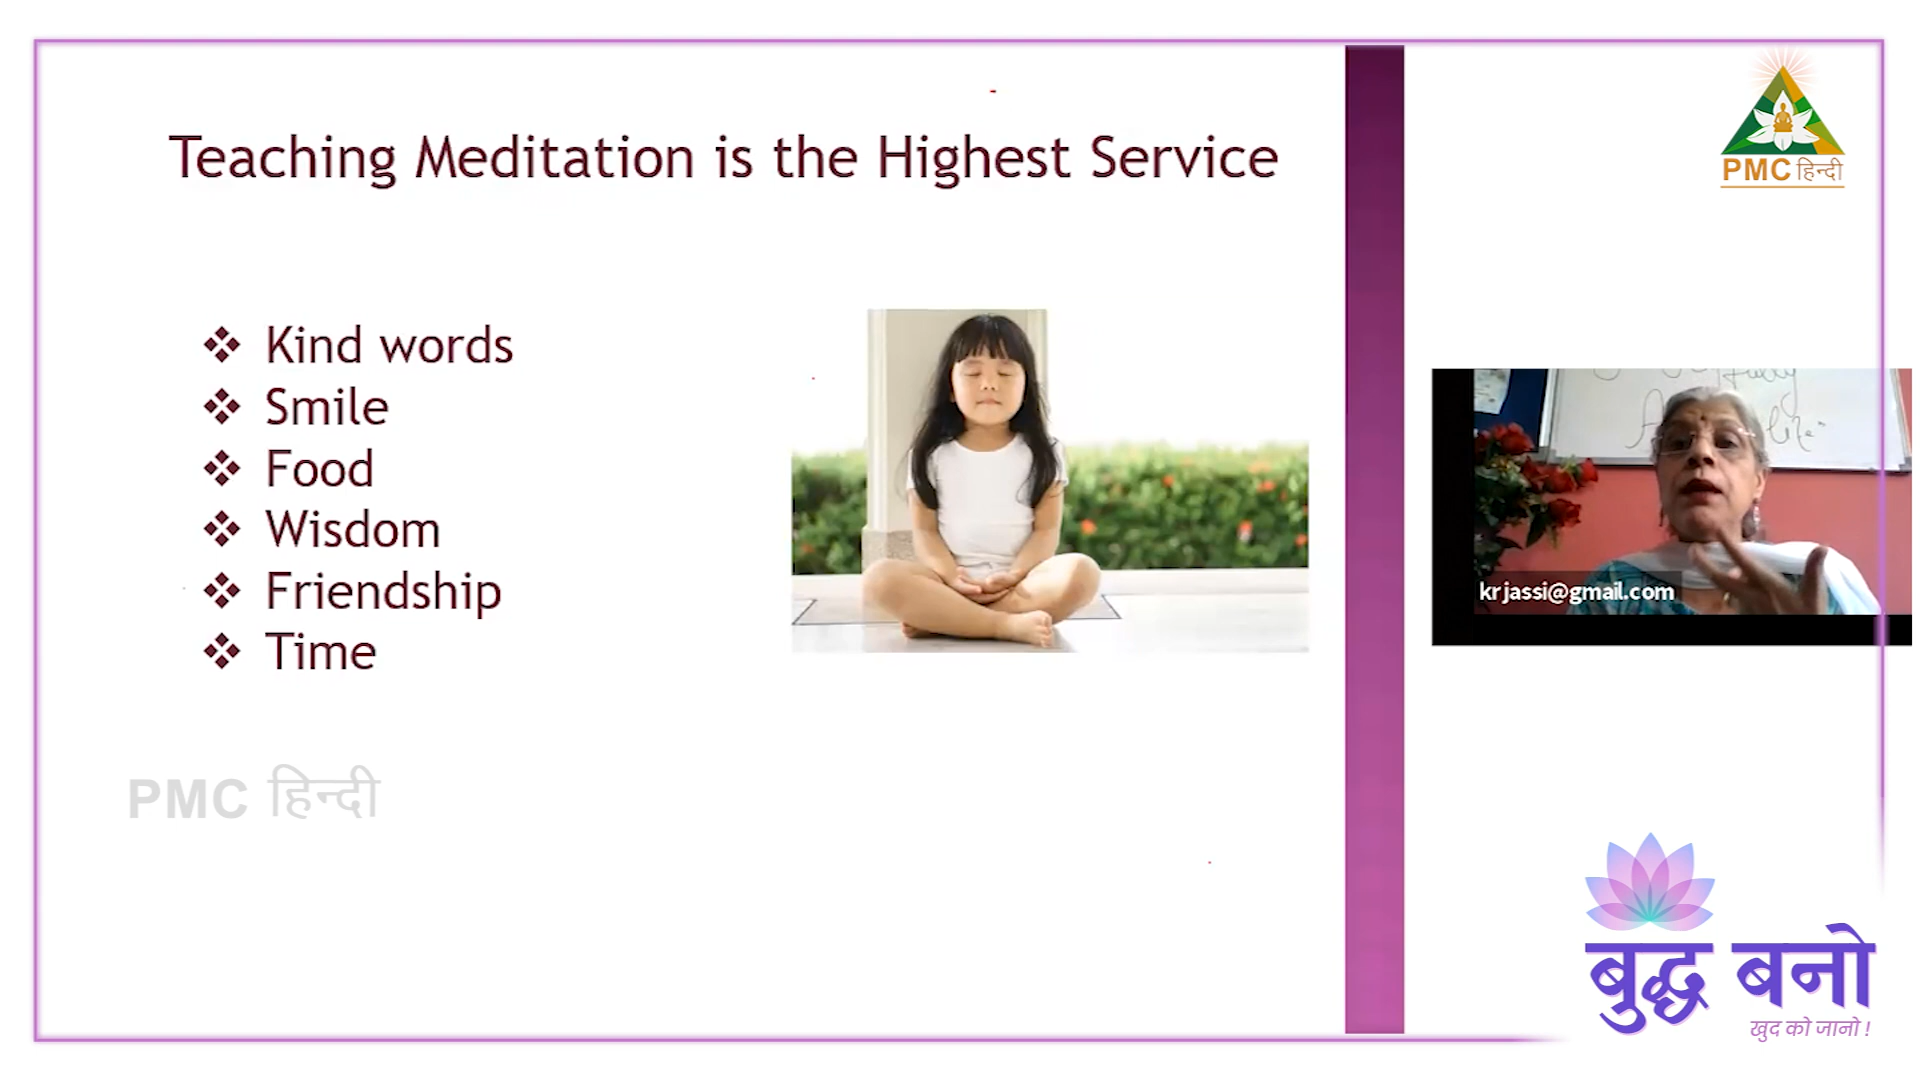 Teaching Meditation is the Highest Service
❖ Kind words
❖ Smile
❖ Food
❖ Wisdom
❖ Friendship
❖ Time
PMC हिन्दी
PMC हिन्दी
krjassi@gmail.com
बुद्ध बनो
खुद को जानो !